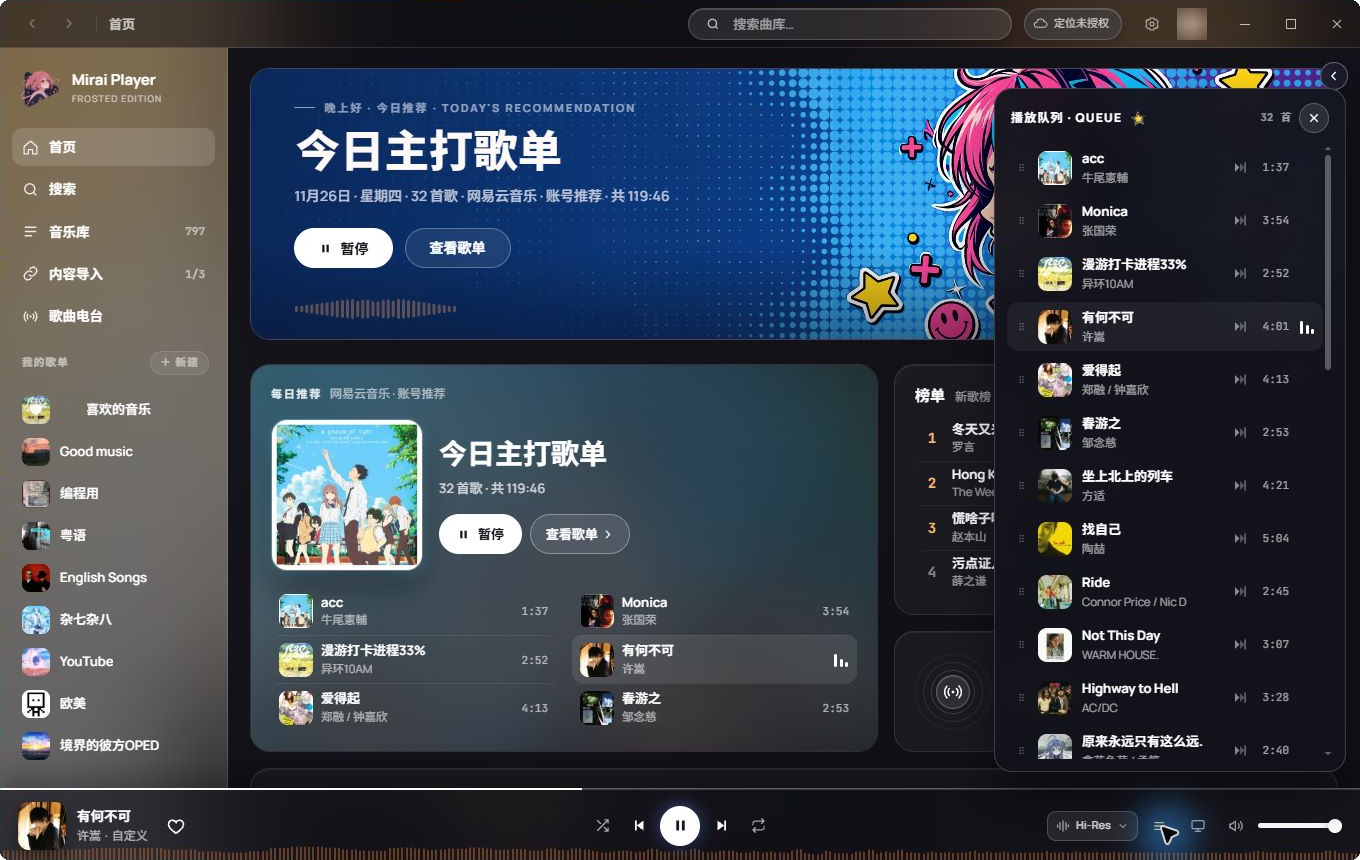 首页
搜索曲库...
定位未授权
Mirai Player
FROSTED EDITION
首页
搜索
音乐库 797
内容导入 1/3
歌曲电台
我的歌单 + 新建
喜欢的音乐
Good music
编程用
粤语
English Songs
杂七杂八
YouTube
欧美
境界的彼方OPED
晚上好 · 今日推荐 · TODAY'S RECOMMENDATION
今日主打歌单
11月26日 · 星期四 · 32 首歌 · 网易云音乐 · 账号推荐 · 共 119:46
暂停 查看歌单
每日推荐 网易云音乐 · 账号推荐
a shape of light
今日主打歌单
32 首歌 · 共 119:46
暂停 查看歌单
acc 1:37
牛尾憲輔
Monica 3:54
张国荣
漫游打卡进程33% 2:52
异环10AM
有何不可
许嵩
爱得起 4:13
郑融 / 钟嘉欣
春游之 2:53
邹念慈
榜单 新歌榜
1 冬天又
罗言
2 Hong K
The Wee
3 慌啥子
赵本山
4 污点证
薛之谦
播放队列 · QUEUE 32 首
acc 1:37
牛尾憲輔
Monica 3:54
张国荣
漫游打卡进程33% 2:52
异环10AM
有何不可 4:01
许嵩
爱得起 4:13
郑融 / 钟嘉欣
春游之 2:53
邹念慈
坐上北上的列车 4:21
方适
找自己 5:04
陶喆
Ride 2:45
Connor Price / Nic D
Not This Day 3:07
WARM HOUSE.
Highway to Hell 3:28
AC/DC
原来永远只有这么远. 2:40
有何不可
许嵩 · 自定义
Hi-Res